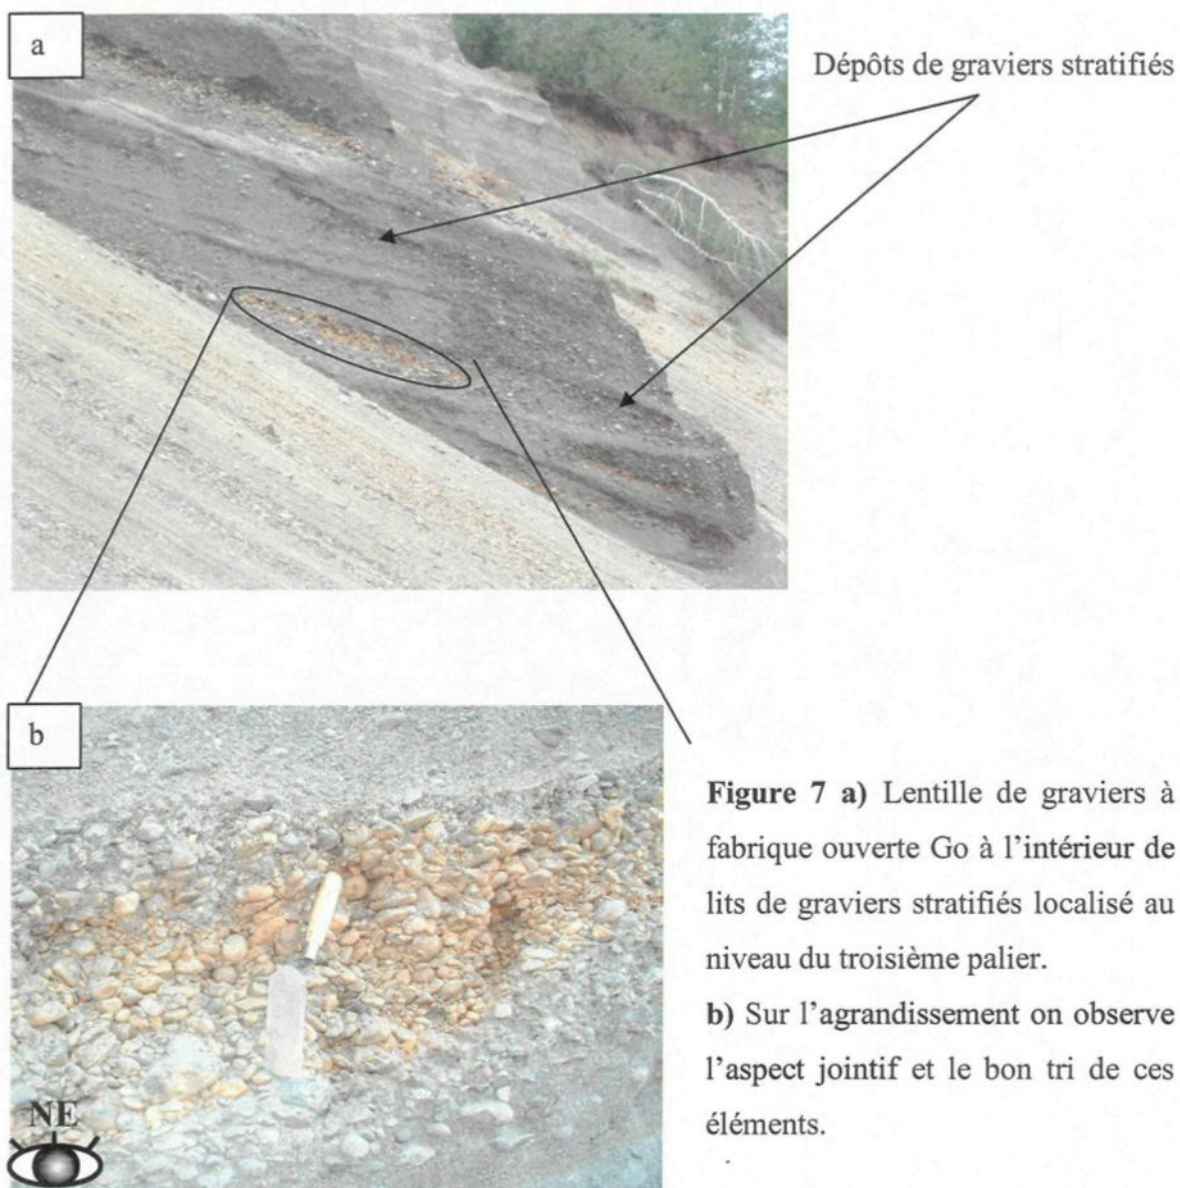 a
Dépôts de graviers stratifiés
b
NE
Figure 7 a) Lentille de graviers à
fabrique ouverte Go à l'intérieur de
lits de graviers stratifiés localisé au
niveau du troisième palier.
b) Sur l'agrandissement on observe
l'aspect jointif et le bon tri de ces
éléments.